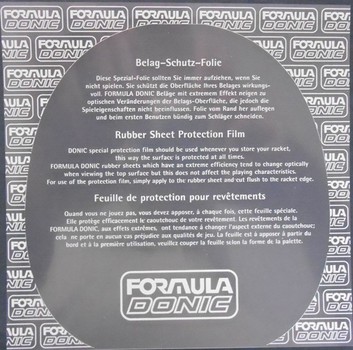 FORMULA DONIC
Belag-Schutz-Folie
Diese Spezial-Folie sollten Sie immer aufziehen, wenn Sie
nicht spielen. Sie schützt die Oberfläche Ihres Belages wirkungs-
voll. FORMULA DONIC Beläge mit extremem Effekt neigen zu
optischen Veränderungen der Belags-Oberfläche, die jedoch die
Spieleigenschaften nicht beeinflussen. Folie vom Rand her auflegen
und beim ersten Benutzen bündig zum Schläger schneiden.
Rubber Sheet Protection Film
DONIC special protection film should be used whenever you store your racket,
this way the surface is protected at all times.
FORMULA DONIC rubber sheets which have an extreme efficiency tend to change optically
when viewing the top surface but this does not affect the playing characteristics.
For use of the protection film, simply apply to the rubber sheet and cut flush to the racket edge.
Feuille de protection pour revêtements
Quand vous ne jouez pas, vous devez apposer, à chaque fois, cette feuille spéciale.
Elle protège efficacement le caoutchouc de votre revêtement. Les revêtements de la
FORMULA DONIC, aux effets extrêmes, ont tendance à changer l'aspect externe du caoutchouc;
cela ne porte en aucun cas préjudice aux qualités de jeu. La feuille est à apposer à partir du
bord et à la première utilisation, veuillez couper la feuille selon la forme de la palette.
FORMULA
DONIC